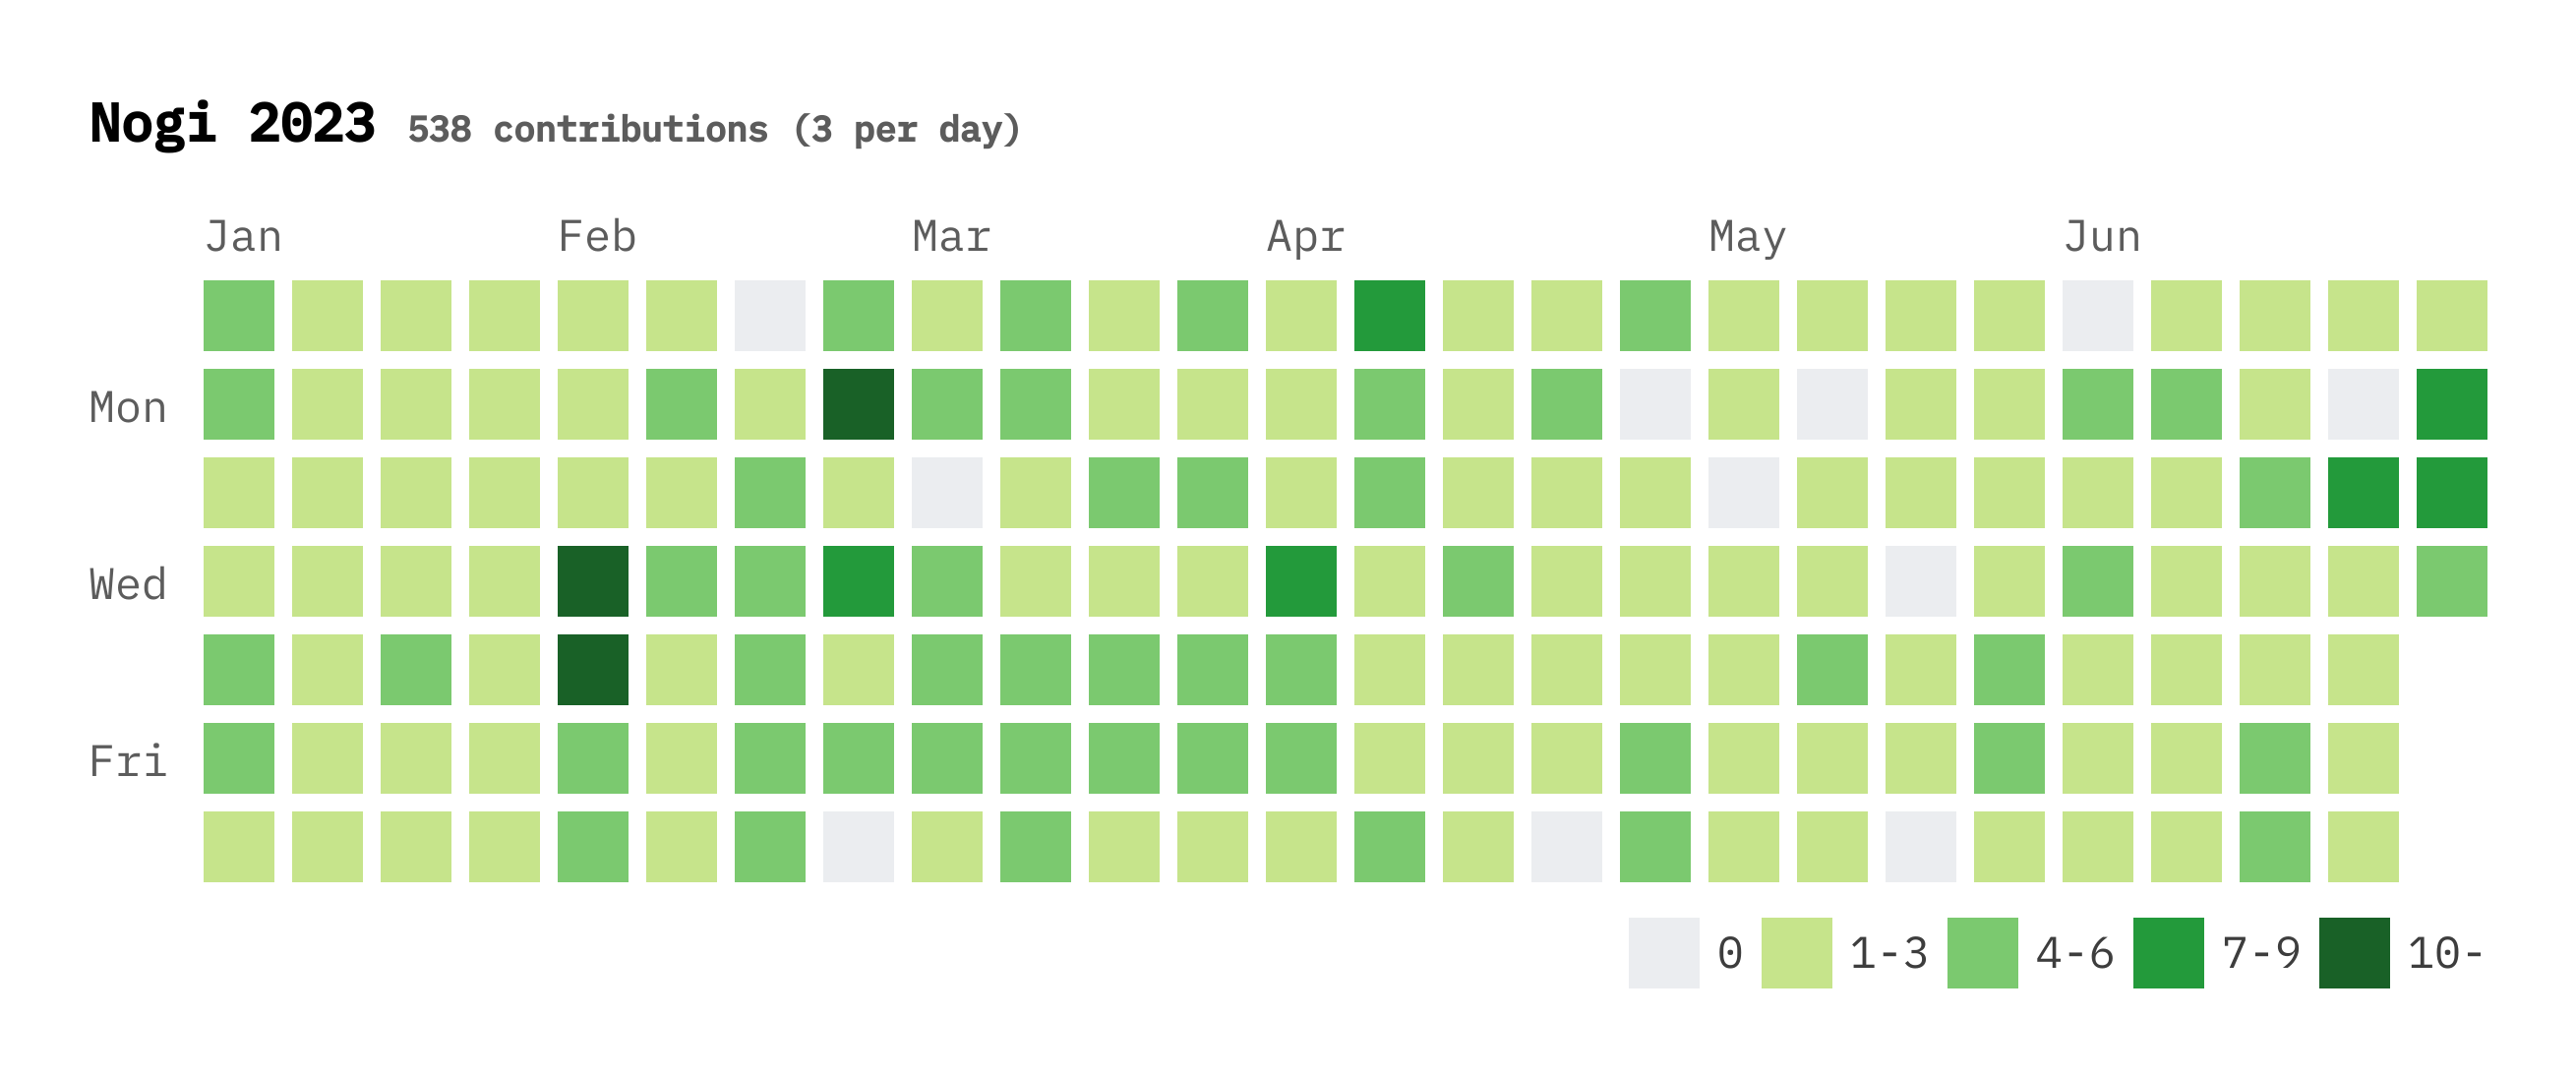 Nogi 2023 538 contributions (3 per day)
Jan Feb Mar Apr May Jun
Mon
Wed
Fri
0 1-3 4-6 7-9 10-